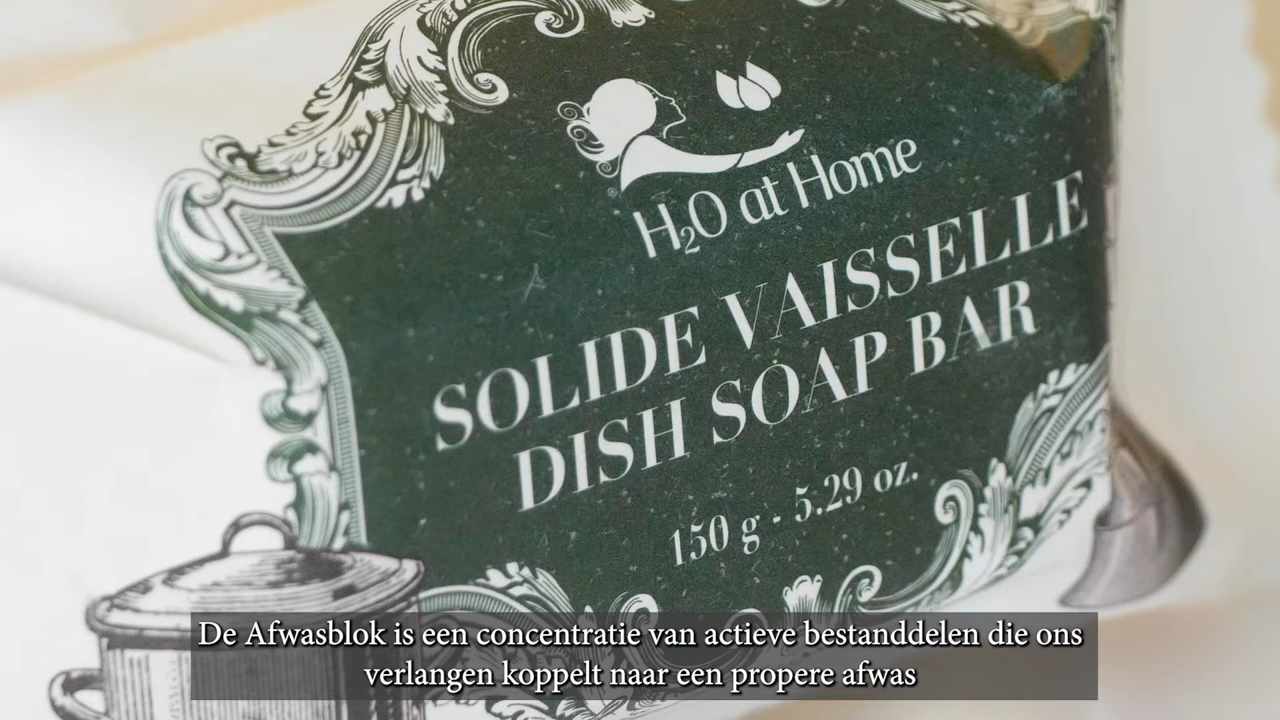 H₂O at Home
SOLIDE VAISSELLE
DISH SOAP BAR
150 g - 5.29 oz.
De Afwasblok is een concentratie van actieve bestanddelen die ons
verlangen koppelt naar een propere afwas